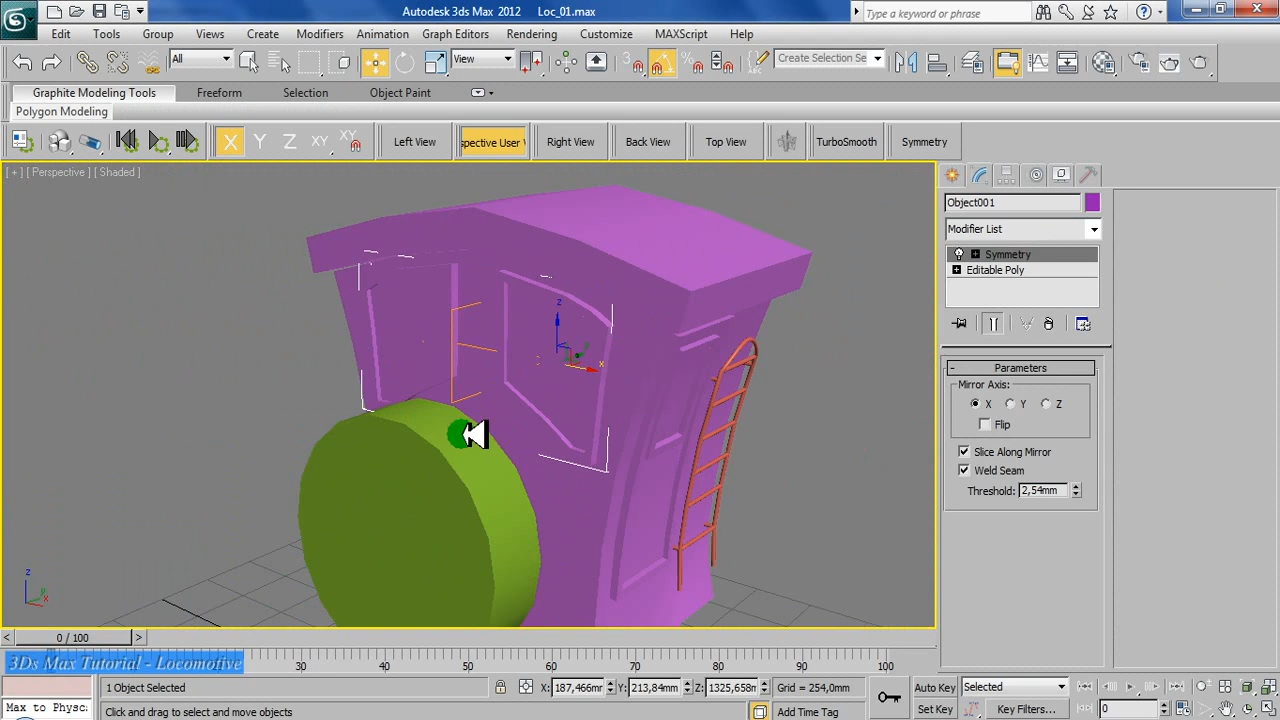 Autodesk 3ds Max 2012 Loc_01.max
Type a keyword or phrase
Edit Tools Group Views Create Modifiers Animation Graph Editors Rendering Customize MAXScript Help
All View Create Selection Se
Graphite Modeling Tools Freeform Selection Object Paint
Polygon Modeling
X Y Z XY XY Left View spective User V Right View Back View Top View TurboSmooth Symmetry
[ + ] [ Perspective ] [ Shaded ]
Object001
Modifier List
Symmetry
Editable Poly
Parameters
Mirror Axis:
X Y Z
Flip
Slice Along Mirror
Weld Seam
Threshold: 2,54mm
z
x
z
x
0 / 100
3Ds Max Tutorial - Locomotive
30 40 50 60 70 80 90 100
1 Object Selected X: 187,466m Y: 213,84mm Z: 1325,658m Grid = 254,0mm Auto Key Selected
Max to Physc Click and drag to select and move objects Add Time Tag Set Key Key Filters... 0